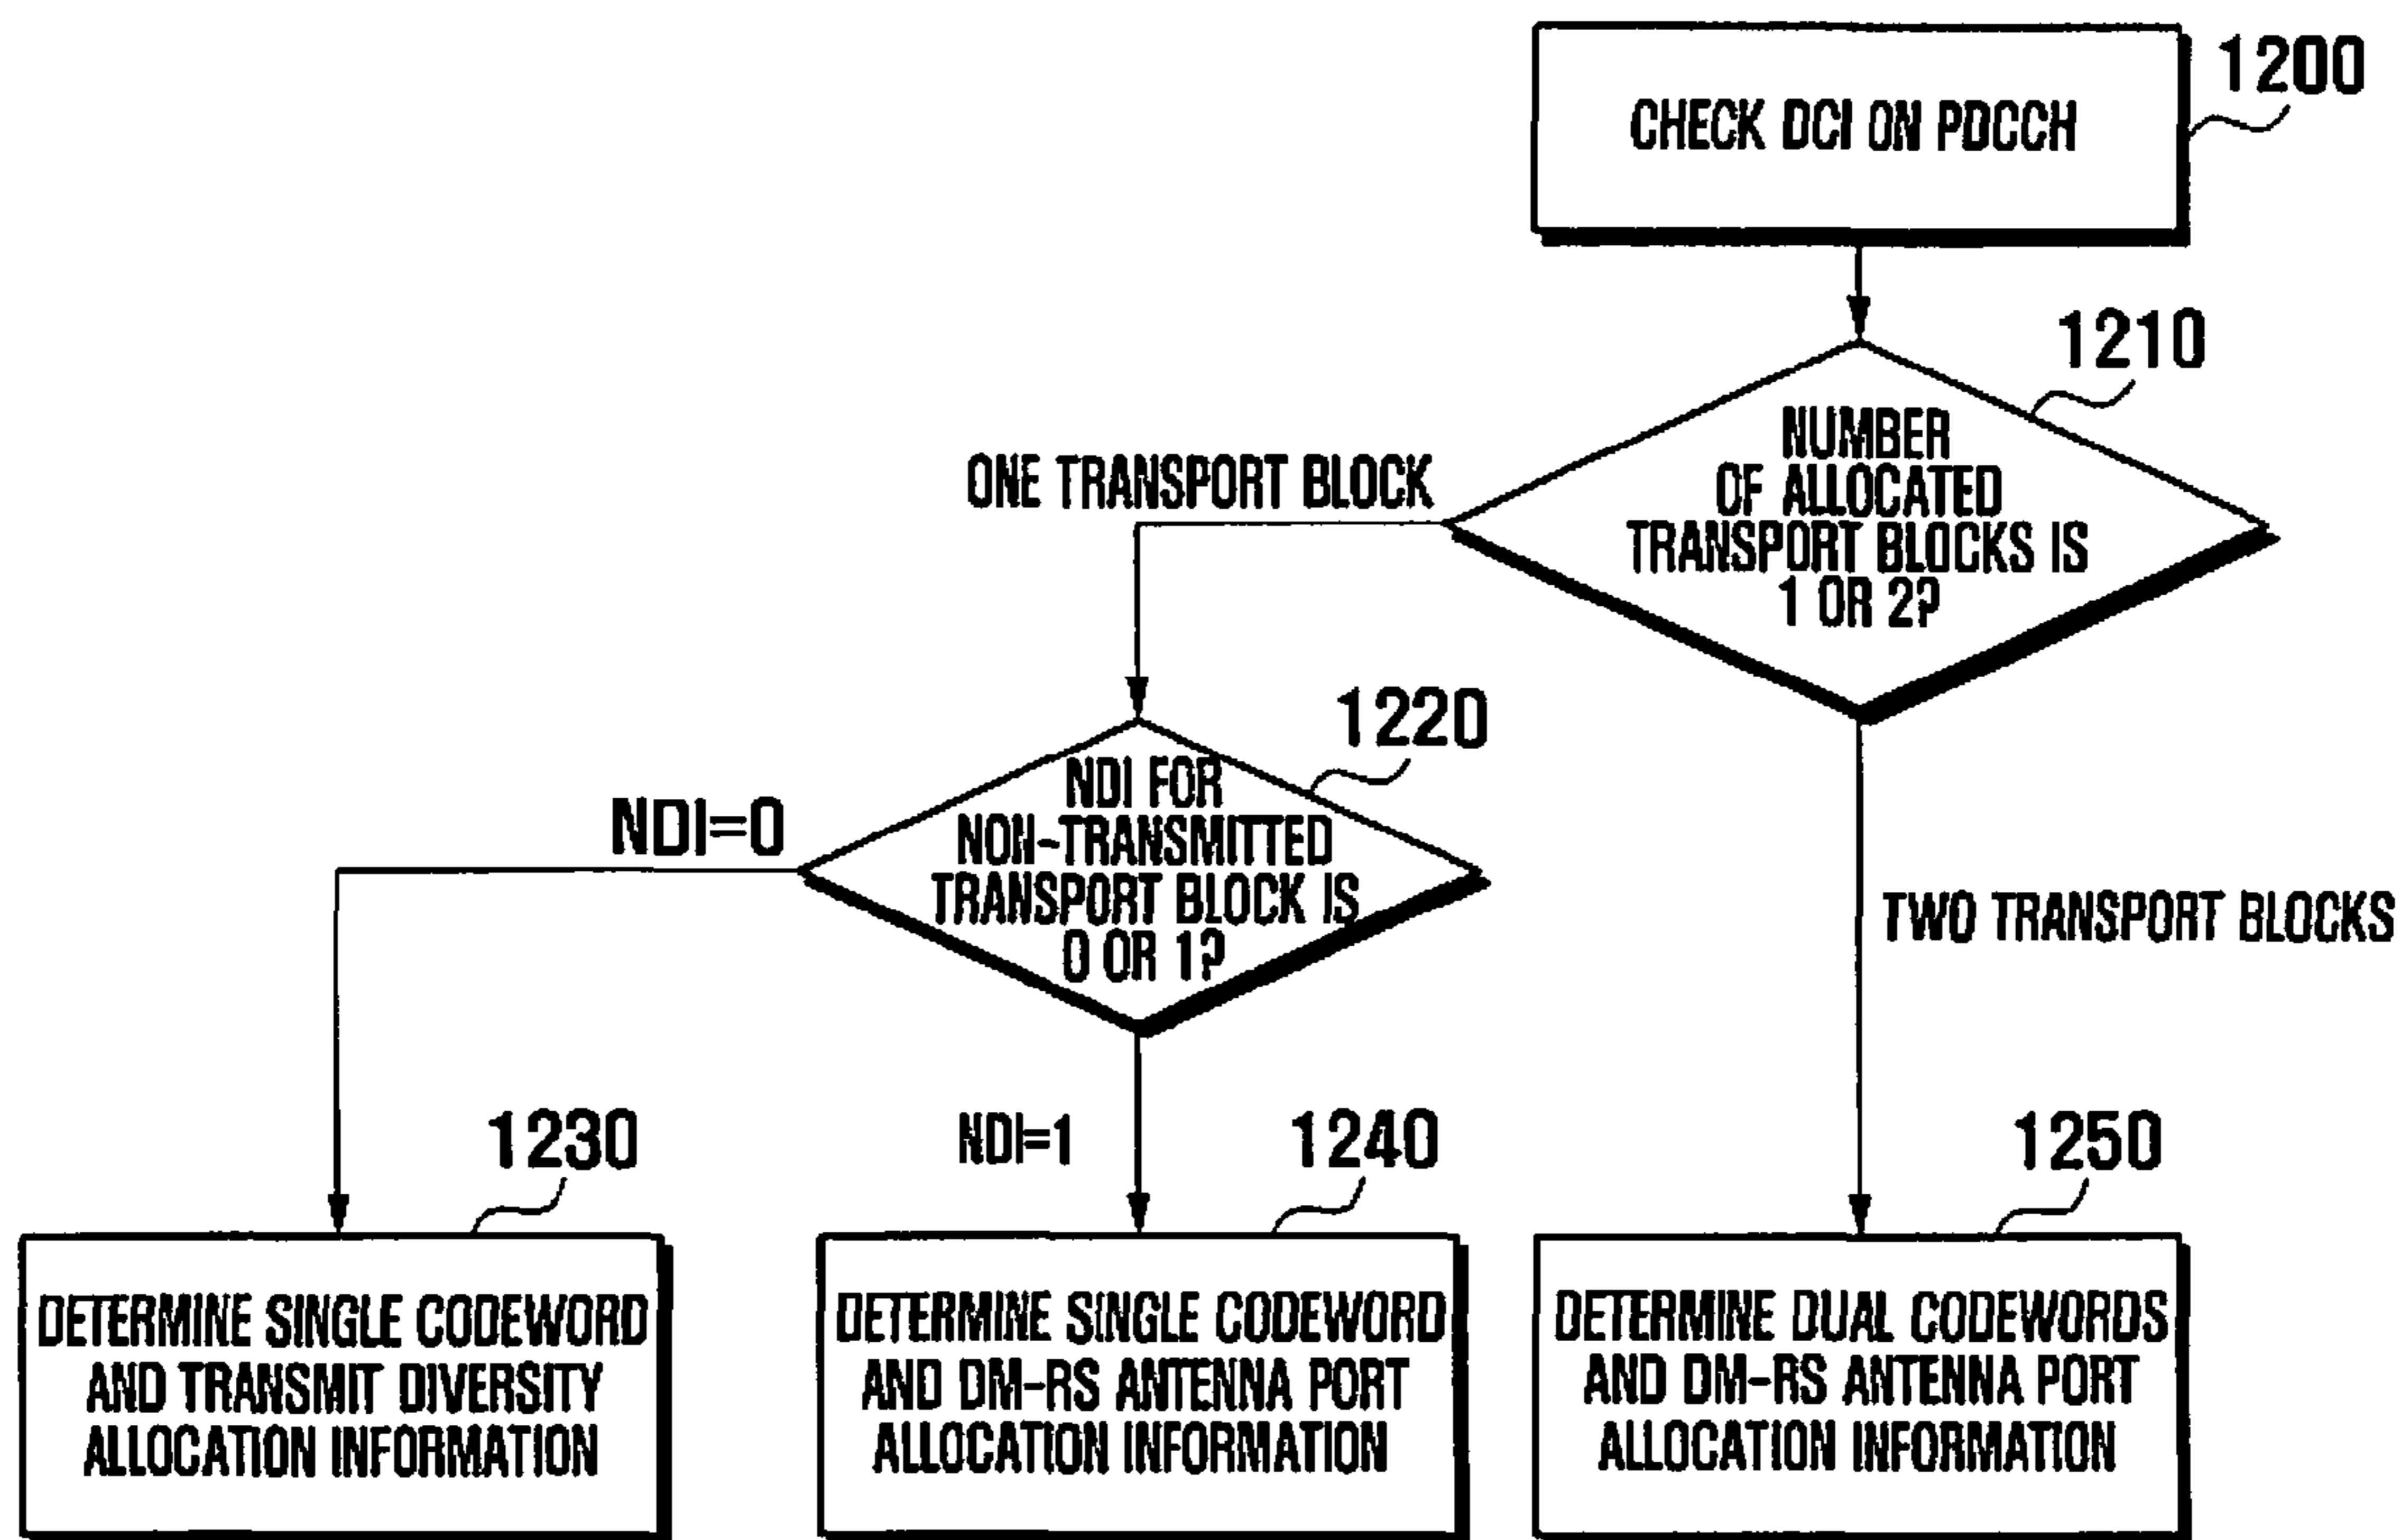 1200
CHECK DCI ON PDCCH
1210
NUMBER
OF ALLOCATED
TRANSPORT BLOCKS IS
1 OR 2?
ONE TRANSPORT BLOCK
1220
NDI FOR
NON-TRANSMITTED
TRANSPORT BLOCK IS
0 OR 1?
NDI=0
TWO TRANSPORT BLOCKS
NDI=1
1230
DETERMINE SINGLE CODEWORD
AND TRANSMIT DIVERSITY
ALLOCATION INFORMATION
1240
DETERMINE SINGLE CODEWORD
AND DM-RS ANTENNA PORT
ALLOCATION INFORMATION
1250
DETERMINE DUAL CODEWORDS
AND DM-RS ANTENNA PORT
ALLOCATION INFORMATION